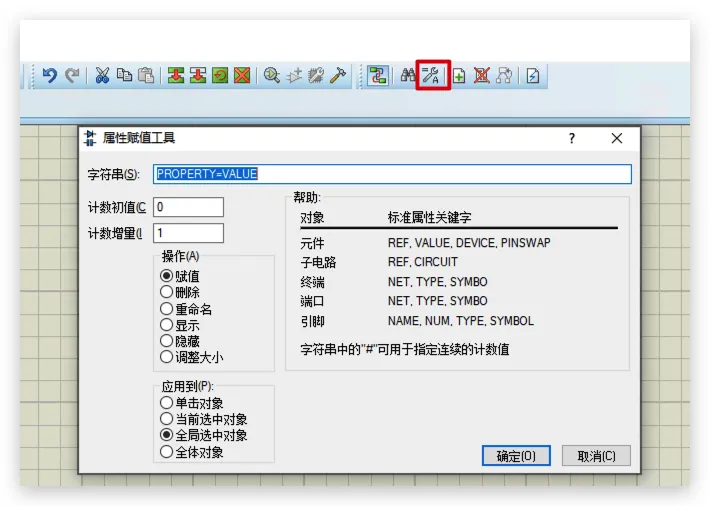 属性赋值工具
?
字符串(S):
PROPERTY=VALUE
计数初值(C
0
计数增量(I
1
操作(A)
赋值
删除
重命名
显示
隐藏
调整大小
应用到(P):
单击对象
当前选中对象
全局选中对象
全体对象
帮助:
对象 标准属性关键字
元件 REF, VALUE, DEVICE, PINSWAP
子电路 REF, CIRCUIT
终端 NET, TYPE, SYMBO
端口 NET, TYPE, SYMBO
引脚 NAME, NUM, TYPE, SYMBOL
字符串中的"#"可用于指定连续的计数值
确定(O) 取消(C)